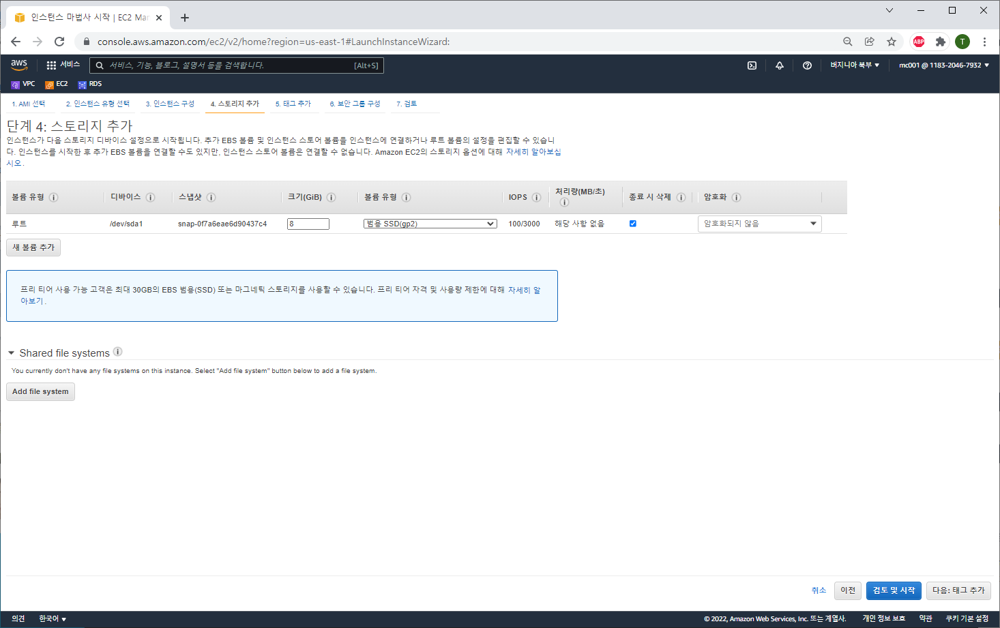 인스턴스 마법사 시작 | EC2 Mar
console.aws.amazon.com/ec2/v2/home?region=us-east-1#LaunchInstanceWizard:
ABP
T
aws
서비스
서비스, 기능, 블로그, 설명서 등을 검색합니다.
[Alt+S]
버지니아 북부
mc001 @ 1183-2046-7932
VPC
EC2
RDS
1. AMI 선택
2. 인스턴스 유형 선택
3. 인스턴스 구성
4. 스토리지 추가
5. 태그 추가
6. 보안 그룹 구성
7. 검토
단계 4: 스토리지 추가
인스턴스가 다음 스토리지 디바이스 설정으로 시작됩니다. 추가 EBS 볼륨 및 인스턴스 스토어 볼륨을 인스턴스에 연결하거나 루트 볼륨의 설정을 편집할 수 있습니
다. 인스턴스를 시작한 후 추가 EBS 볼륨을 연결할 수도 있지만, 인스턴스 스토어 볼륨은 연결할 수 없습니다. Amazon EC2의 스토리지 옵션에 대해 자세히 알아보십
시오.
볼륨 유형
디바이스
스냅샷
크기(GiB)
볼륨 유형
IOPS
처리량(MB/초)
종료 시 삭제
암호화
루트
/dev/sda1
snap-0f7a6eae6d90437c4
8
범용 SSD(gp2)
100/3000
해당 사항 없음
암호화되지 않음
새 볼륨 추가
프리 티어 사용 가능 고객은 최대 30GB의 EBS 범용(SSD) 또는 마그네틱 스토리지를 사용할 수 있습니다. 프리 티어 자격 및 사용량 제한에 대해 자세히 알
아보기.
Shared file systems
You currently don't have any file systems on this instance. Select "Add file system" button below to add a file system.
Add file system
취소
이전
검토 및 시작
다음: 태그 추가
의견
한국어
© 2022, Amazon Web Services, Inc. 또는 계열사.
개인 정보 보호
약관
쿠키 기본 설정